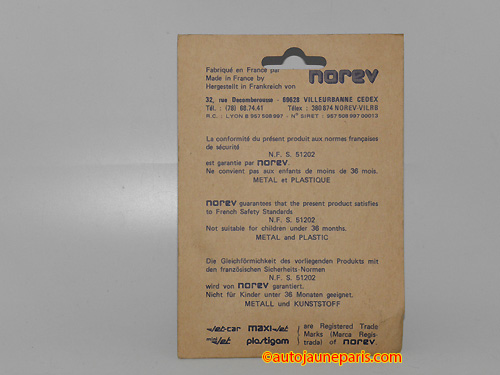 Fabriqué en France par
Made in France by
Hergestellt in Frankreich von
norev
32, rue Decomberousse - 69628 VILLEURBANNE CEDEX
Tél. : (78) 68.74.41 Télex : 380 674 NOREV-VILRB
R.C. : LYON B 957 508 997 - N° SIRET : 957 508 997 00013
La conformité du présent produit aux normes françaises
de sécurité
N.F. S. 51202
est garantie par norev.
Ne convient pas aux enfants de moins de 36 mois.
METAL et PLASTIQUE
norev guarantees that the present product satisfies
to French Safety Standards
N.F. S. 51202
Not suitable for children under 36 months.
METAL and PLASTIC
Die Gleichförmichkeit des vorliegenden Produkts mit
den französischen Sicherheits-Normen
N.F. S. 51202
wird von norev garantiert.
Nicht für Kinder unter 36 Monaten geeignet.
METALL und KUNSTSTOFF
jet-car maxi-jet
mini jet plastigam
are Registered Trade
Marks (Marca Regis-
trada) of norev.
©autojauneparis.com